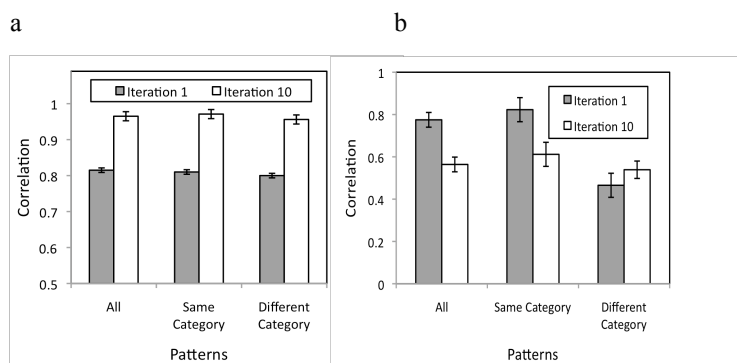 a
Iteration 1 Iteration 10
1
0.9
0.8
0.7
0.6
0.5
Correlation
All
Same Category
Different Category
Patterns
b
Iteration 1
Iteration 10
1
0.8
0.6
0.4
0.2
0
Correlation
All
Same Category
Different
Category
Patterns